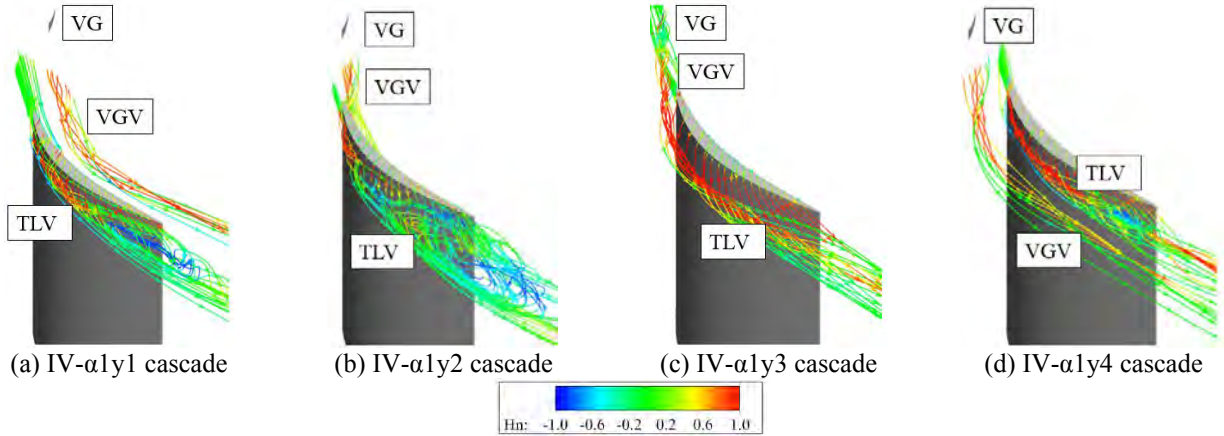 VG
VGV
TLV
(a) IV-α1y1 cascade
VG
VGV
TLV
(b) IV-α1y2 cascade
VG
VGV
TLV
(c) IV-α1y3 cascade
VG
TLV
VGV
(d) IV-α1y4 cascade
Hn: -1.0 -0.6 -0.2 0.2 0.6 1.0